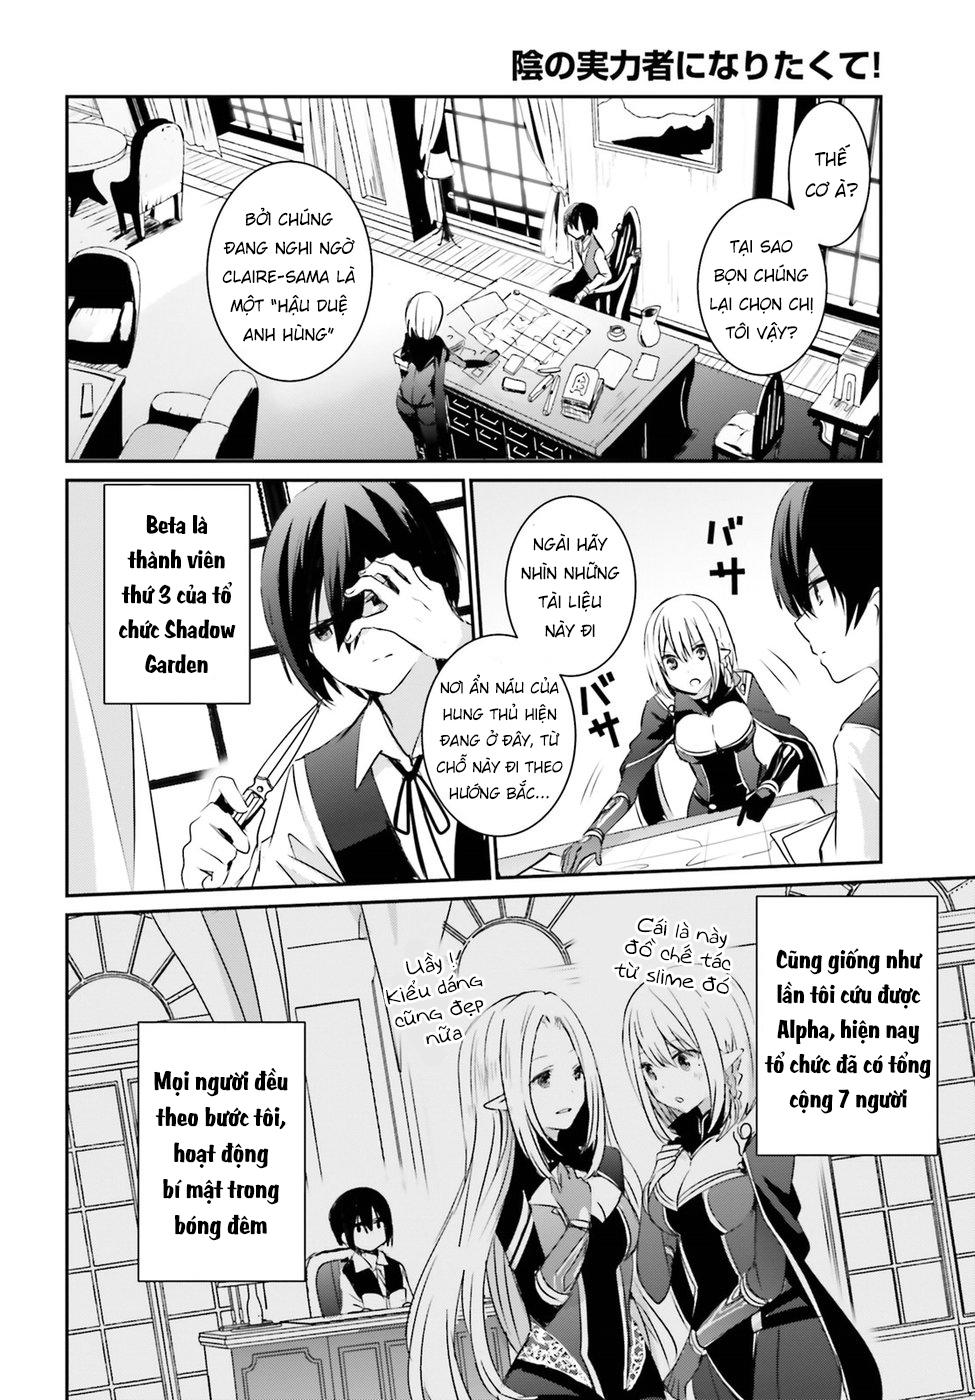 陰の実力者になりたくて!
THẾ
CƠ À?
TẠI SAO
BỌN CHÚNG
LẠI CHỌN CHỊ
TÔI VẬY?
BỞI CHÚNG
ĐANG NGHI NGỜ
CLAIRE-SAMA LÀ
MỘT "HẬU DUỆ
ANH HÙNG"
バサ
NGÀI HÃY
NHÌN NHỮNG
TÀI LIỆU
NÀY ĐI
バサ
NƠI ẨN NÁU CỦA
HUNG THỦ HIỆN
ĐANG Ở ĐÂY, TỪ
CHỖ NÀY ĐI THEO
HƯỚNG BẮC...
Beta là
thành viên
thứ 3 của tổ
chức Shadow
Garden
Cũng giống như
lần tôi cứu được
Alpha, hiện nay
tổ chức đã có tổng
cộng 7 người
Cái là này
đồ chế tác
từ slime đó
Uầy !
Kiểu dáng
cũng đẹp
nữa
Mọi người đều
theo bước tôi,
hoạt động
bí mật trong
bóng đêm